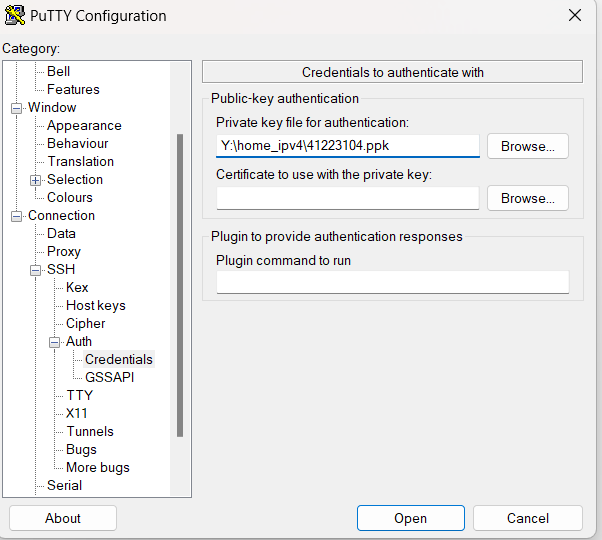 PuTTY Configuration
Category:
Bell
Features
Window
Appearance
Behaviour
Translation
Selection
Colours
Connection
Data
Proxy
SSH
Kex
Host keys
Cipher
Auth
Credentials
GSSAPI
TTY
X11
Tunnels
Bugs
More bugs
Serial
Credentials to authenticate with
Public-key authentication
Private key file for authentication:
Y:\home_ipv4\41223104.ppk
Browse...
Certificate to use with the private key:
Browse...
Plugin to provide authentication responses
Plugin command to run
About
Open
Cancel